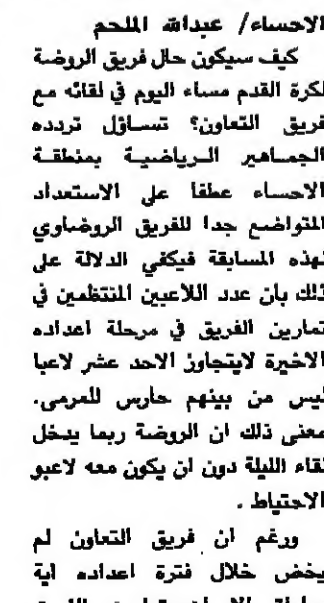 الاحساء/ عبدالله الملحم
كيف سيكون حال فريق الروضة
لكرة القدم مساء اليوم في لقائه مع
فريق التعاون؟ تساؤل تردده
الجماهير الرياضية بمنطقة
الاحساء عطفا على الاستعداد
المتواضع جدا للفريق الروضاوي
لهذه المسابقة فيكفي الدلالة على
ذلك بان عدد اللاعبين المنتظمين في
تمارين الفريق في مرحلة اعداده
الاخيرة لايتجاوز الاحد عشر لاعبا
ليس من بينهم حارس للمرمى.
معنى ذلك ان الروضة ربما يدخل
لقاء الليلة دون ان يكون معه لاعبو
الاحتياط .
ورغم ان فريق التعاون لم
يخض خلال فترة اعداده اية